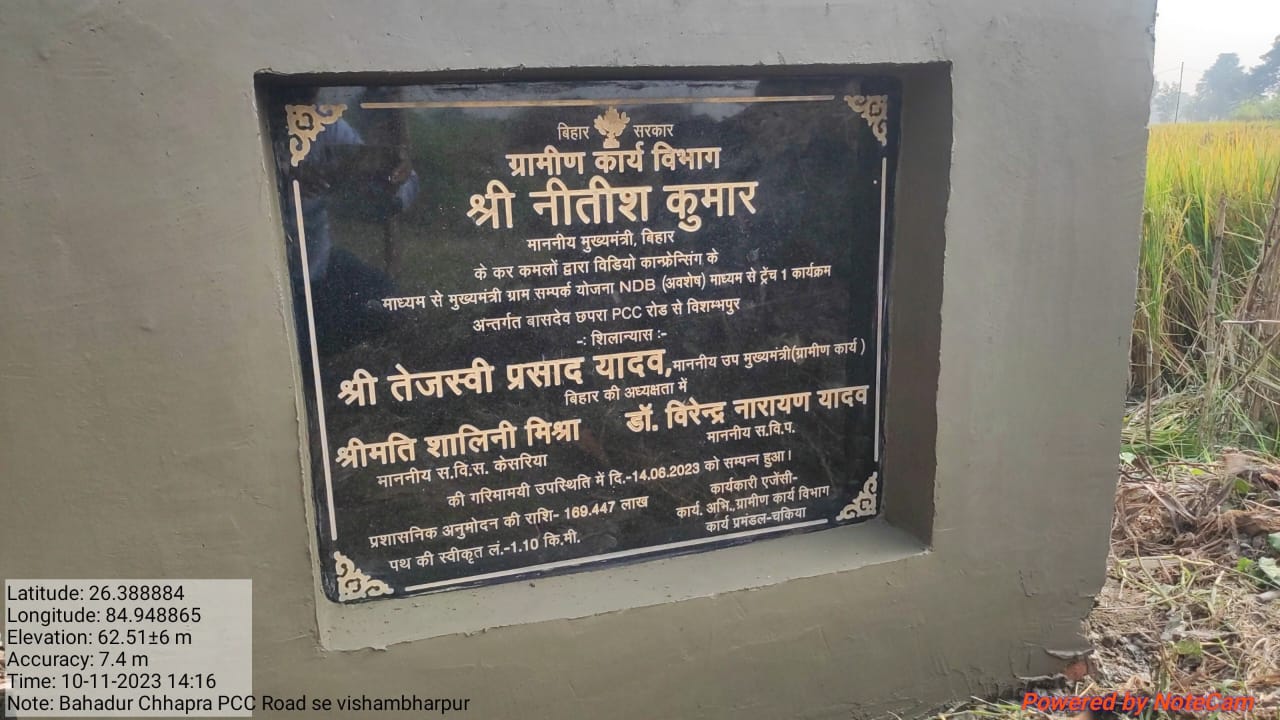 बिहार सरकार
ग्रामीण कार्य विभाग
श्री नीतीश कुमार
माननीय मुख्यमंत्री, बिहार
के कर कमलों द्वारा विडियो कान्फ्रेन्सिंग के
माध्यम से मुख्यमंत्री ग्राम सम्पर्क योजना NDB (अवशेष) माध्यम से ट्रेंच 1 कार्यक्रम
अन्तर्गत बासदेव छपरा PCC रोड से विशम्भपुर
-: शिलान्यास :-
श्री तेजस्वी प्रसाद यादव, माननीय उप मुख्यमंत्री(ग्रामीण कार्य )
बिहार की अध्यक्षता में
श्रीमति शालिनी मिश्रा डॉ. विरेन्द्र नारायण यादव
माननीय स.वि.स. केसरिया माननीय स.वि.प.
की गरिमामयी उपस्थिति में दि.-14.06.2023 को सम्पन्न हुआ।
प्रशासनिक अनुमोदन की राशि- 169.447 लाख
पथ की स्वीकृत लं.-1.10 कि.मी.
कार्यकारी एजेंसी-
कार्य. अभि.,ग्रामीण कार्य विभाग
कार्य प्रमंडल-चकिया
Latitude: 26.388884
Longitude: 84.948865
Elevation: 62.51±6 m
Accuracy: 7.4 m
Time: 10-11-2023 14:16
Note: Bahadur Chhapra PCC Road se vishambharpur
Powered by NoteCam